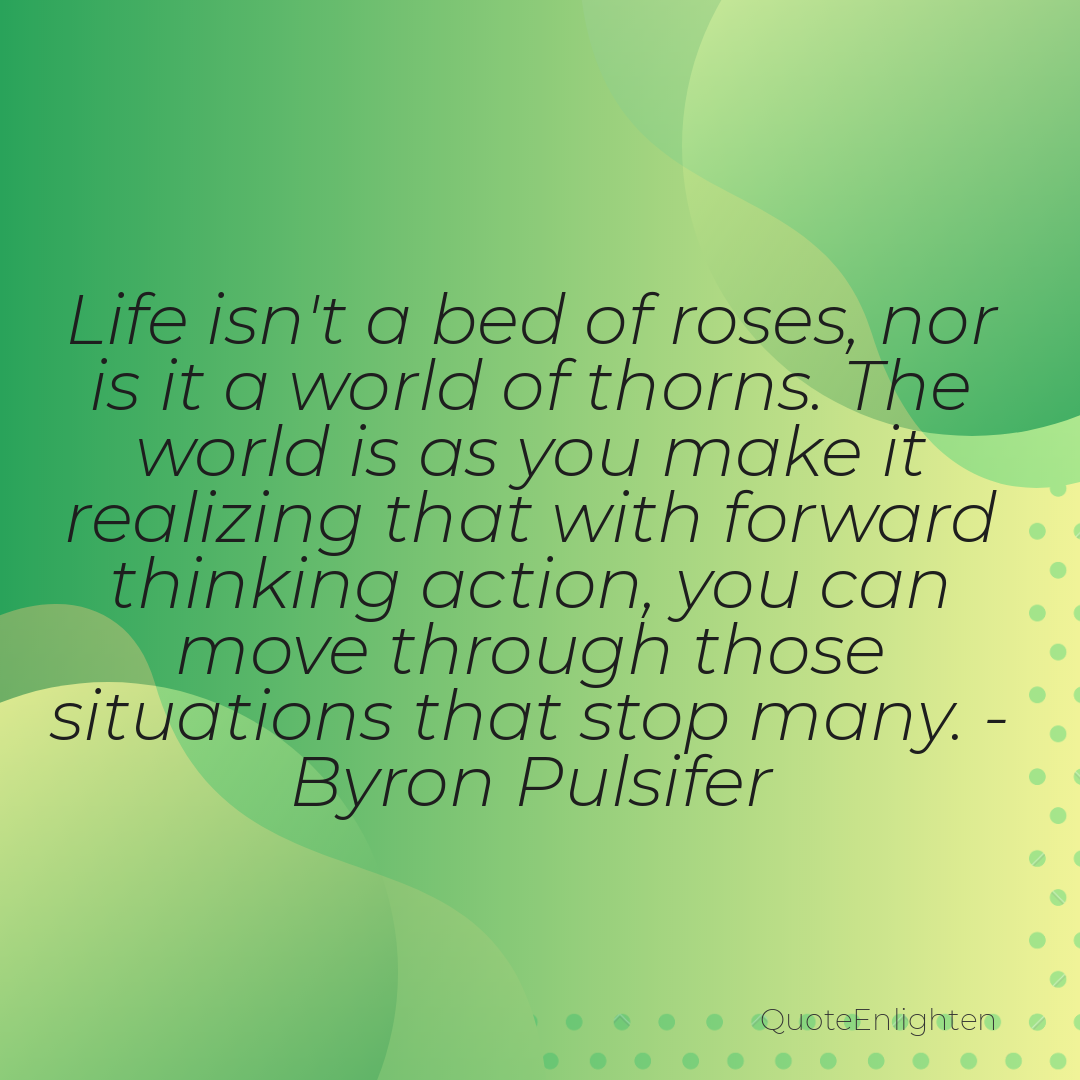 Life isn't a bed of roses, nor
is it a world of thorns. The
world is as you make it
realizing that with forward
thinking action, you can
move through those
situations that stop many. -
Byron Pulsifer
QuoteEnlighten